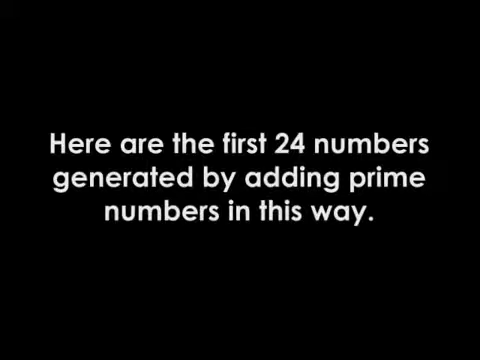 Here are the first 24 numbers
generated by adding prime
numbers in this way.